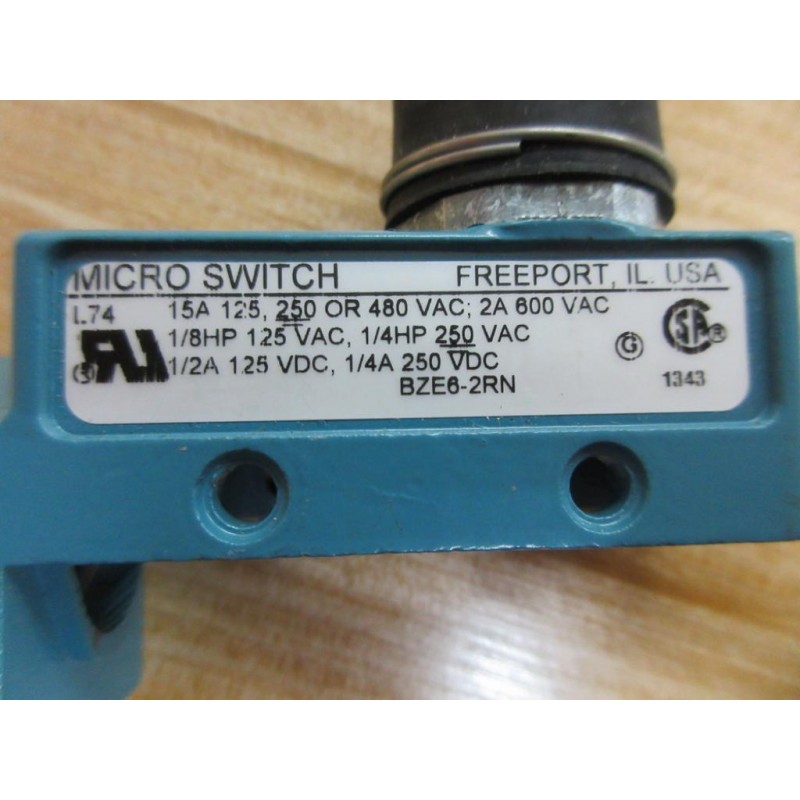 MICRO SWITCH FREEPORT, IL. USA
L74 15A 125, 250 OR 480 VAC; 2A 600 VAC
1/8HP 125 VAC, 1/4HP 250 VAC
1/2A 125 VDC, 1/4A 250 VDC
BZE6-2RN
G
SA ®
1343